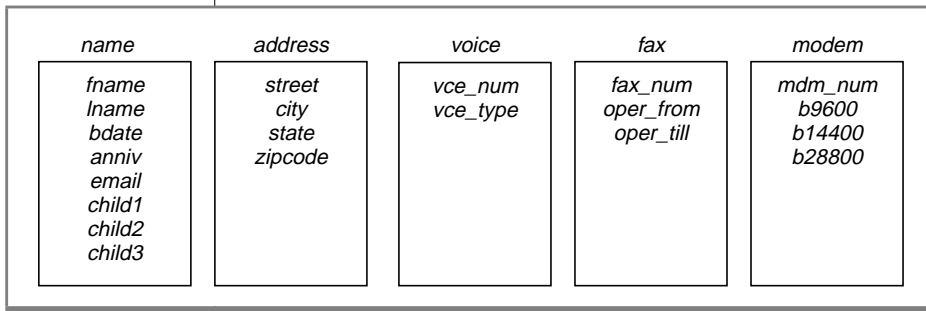 name
fname
lname
bdate
anniv
email
child1
child2
child3
address
street
city
state
zipcode
voice
vce_num
vce_type
fax
fax_num
oper_from
oper_till
modem
mdm_num
b9600
b14400
b28800